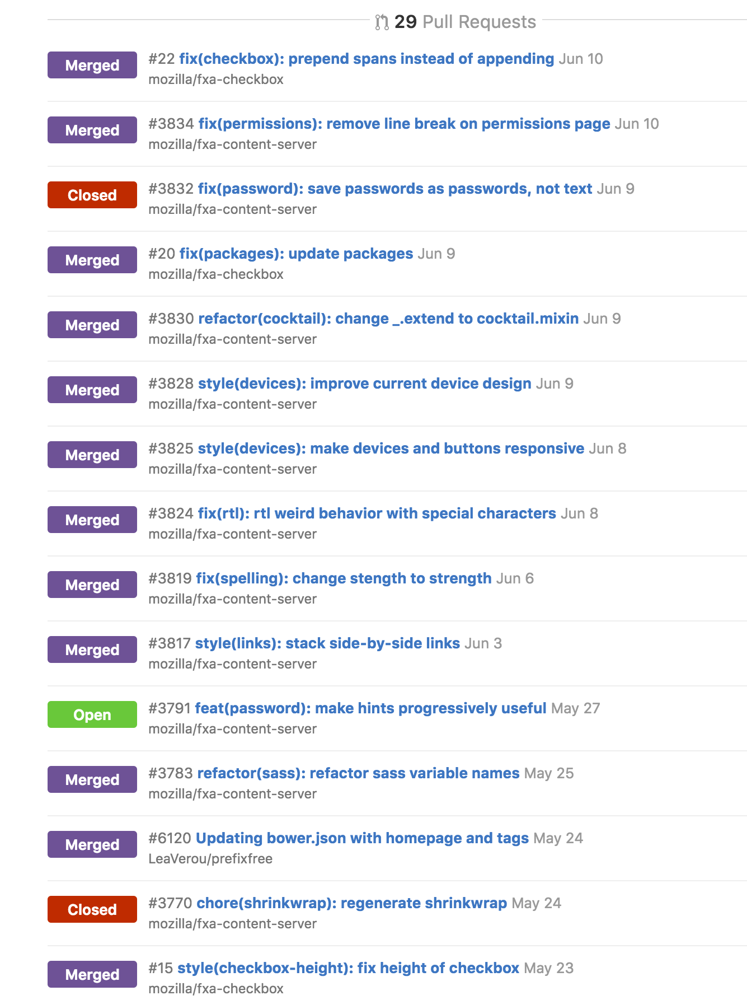 29 Pull Requests
Merged
#22 fix(checkbox): prepend spans instead of appending Jun 10
mozilla/fxa-checkbox
Merged
#3834 fix(permissions): remove line break on permissions page Jun 10
mozilla/fxa-content-server
Closed
#3832 fix(password): save passwords as passwords, not text Jun 9
mozilla/fxa-content-server
Merged
#20 fix(packages): update packages Jun 9
mozilla/fxa-checkbox
Merged
#3830 refactor(cocktail): change _.extend to cocktail.mixin Jun 9
mozilla/fxa-content-server
Merged
#3828 style(devices): improve current device design Jun 9
mozilla/fxa-content-server
Merged
#3825 style(devices): make devices and buttons responsive Jun 8
mozilla/fxa-content-server
Merged
#3824 fix(rtl): rtl weird behavior with special characters Jun 8
mozilla/fxa-content-server
Merged
#3819 fix(spelling): change stength to strength Jun 6
mozilla/fxa-content-server
Merged
#3817 style(links): stack side-by-side links Jun 3
mozilla/fxa-content-server
Open
#3791 feat(password): make hints progressively useful May 27
mozilla/fxa-content-server
Merged
#3783 refactor(sass): refactor sass variable names May 25
mozilla/fxa-content-server
Merged
#6120 Updating bower.json with homepage and tags May 24
LeaVerou/prefixfree
Closed
#3770 chore(shrinkwrap): regenerate shrinkwrap May 24
mozilla/fxa-content-server
Merged
#15 style(checkbox-height): fix height of checkbox May 23
mozilla/fxa-checkbox